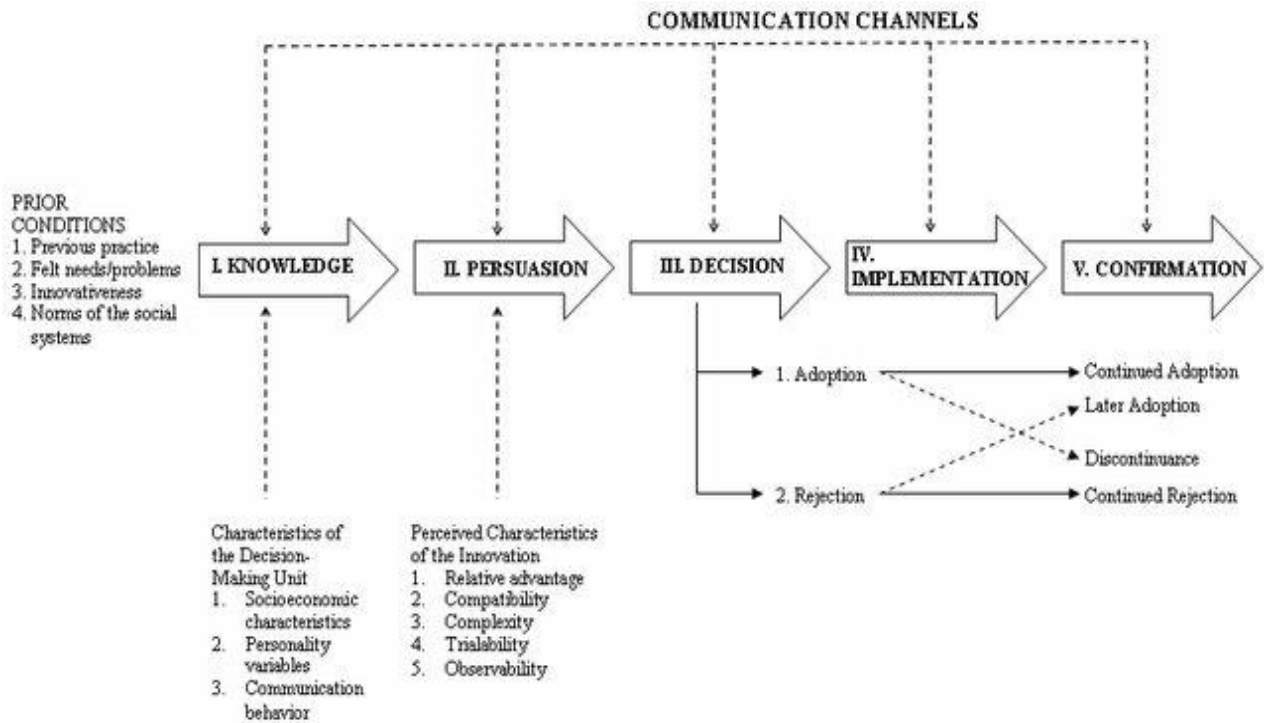 COMMUNICATION CHANNELS
PRIOR
CONDITIONS
1. Previous practice
2. Felt needs/problems
3. Innovativeness
4. Norms of the social
systems
I. KNOWLEDGE
II. PERSUASION
III. DECISION
IV.
IMPLEMENTATION
V. CONFIRMATION
1. Adoption
2. Rejection
Continued Adoption
Later Adoption
Discontinuance
Continued Rejection
Characteristics of
the Decision-
Making Unit
1. Socioeconomic
characteristics
2. Personality
variables
3. Communication
behavior
Perceived Characteristics
of the Innovation
1. Relative advantage
2. Compatibility
3. Complexity
4. Trialability
5. Observability